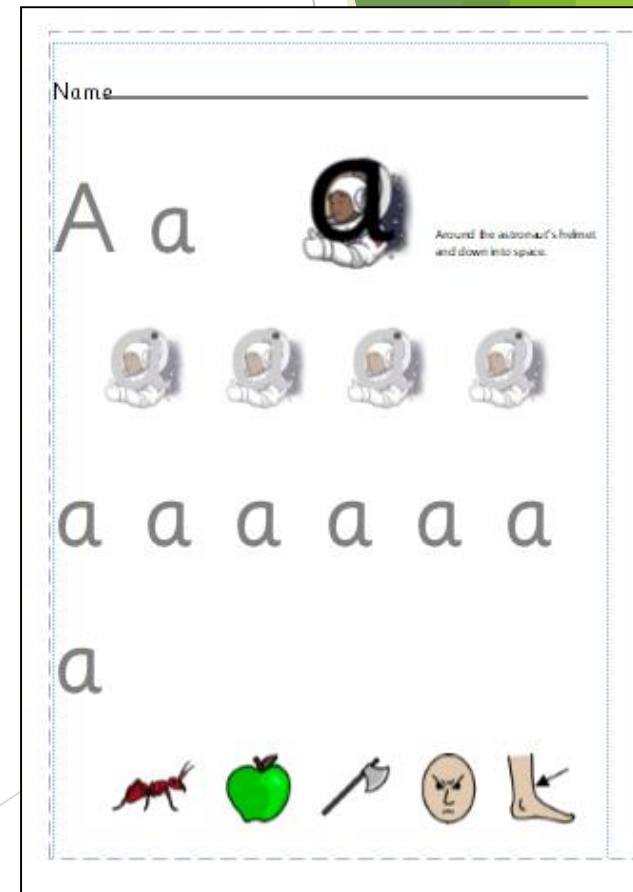 Name
A a a
Around the astronaut's helmet
and down into space.
a a a a a a
a